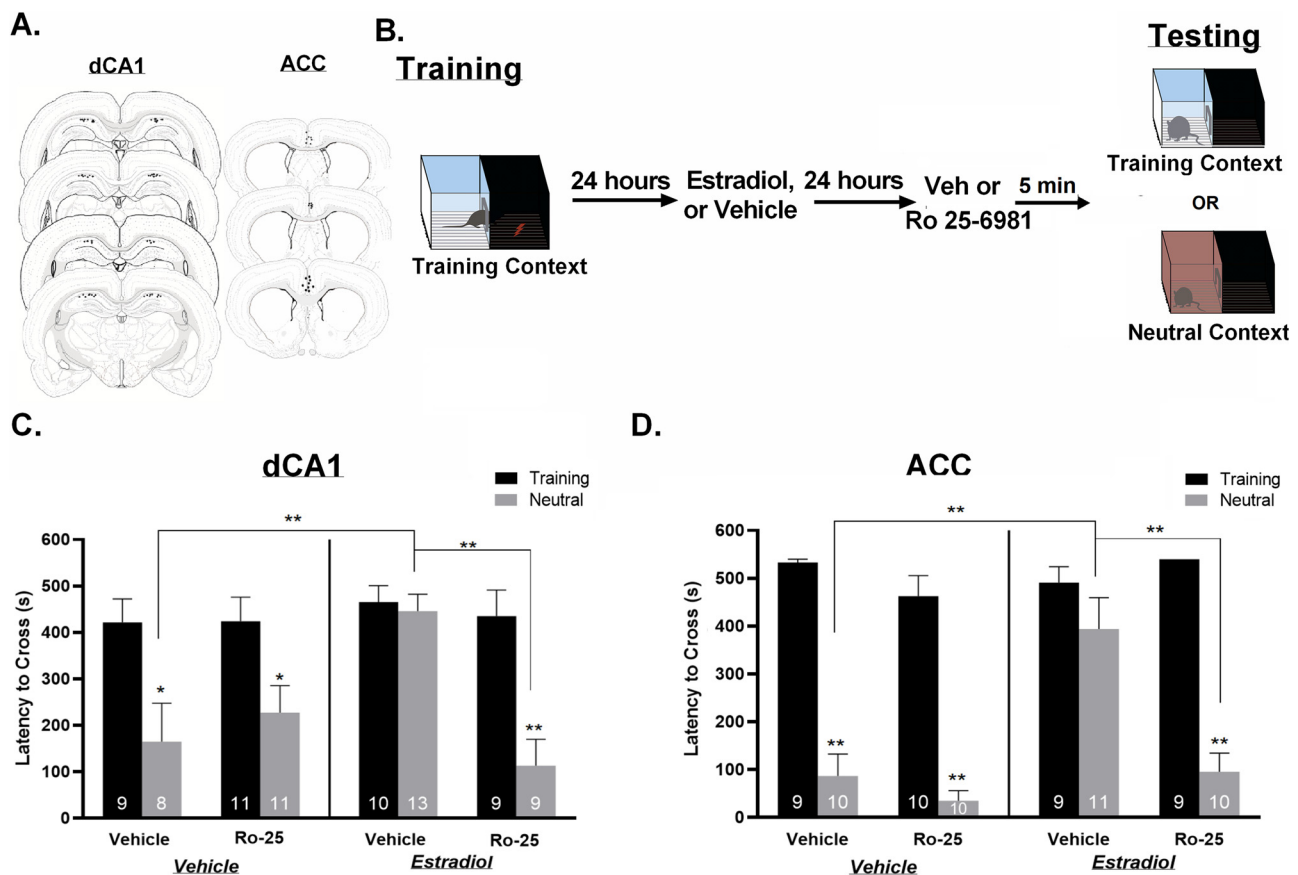 A.
dCA1
ACC
B.
Training
Training Context
24 hours
Estradiol,
or Vehicle
24 hours
Veh or
Ro 25-6981
5 min
Testing
Training Context
OR
Neutral Context
C.
dCA1
Training
Neutral
**
**
Latency to Cross (s)
600
500
400
300
200
100
0
*
*
**
9 8 11 11 10 13 9 9
Vehicle Ro-25 Vehicle Ro-25
Vehicle Estradiol
D.
ACC
Training
Neutral
**
**
Latency to Cross (s)
600
500
400
300
200
100
0
**
**
**
9 10 10 10 9 11 9 10
Vehicle Ro-25 Vehicle Ro-25
Vehicle Estradiol